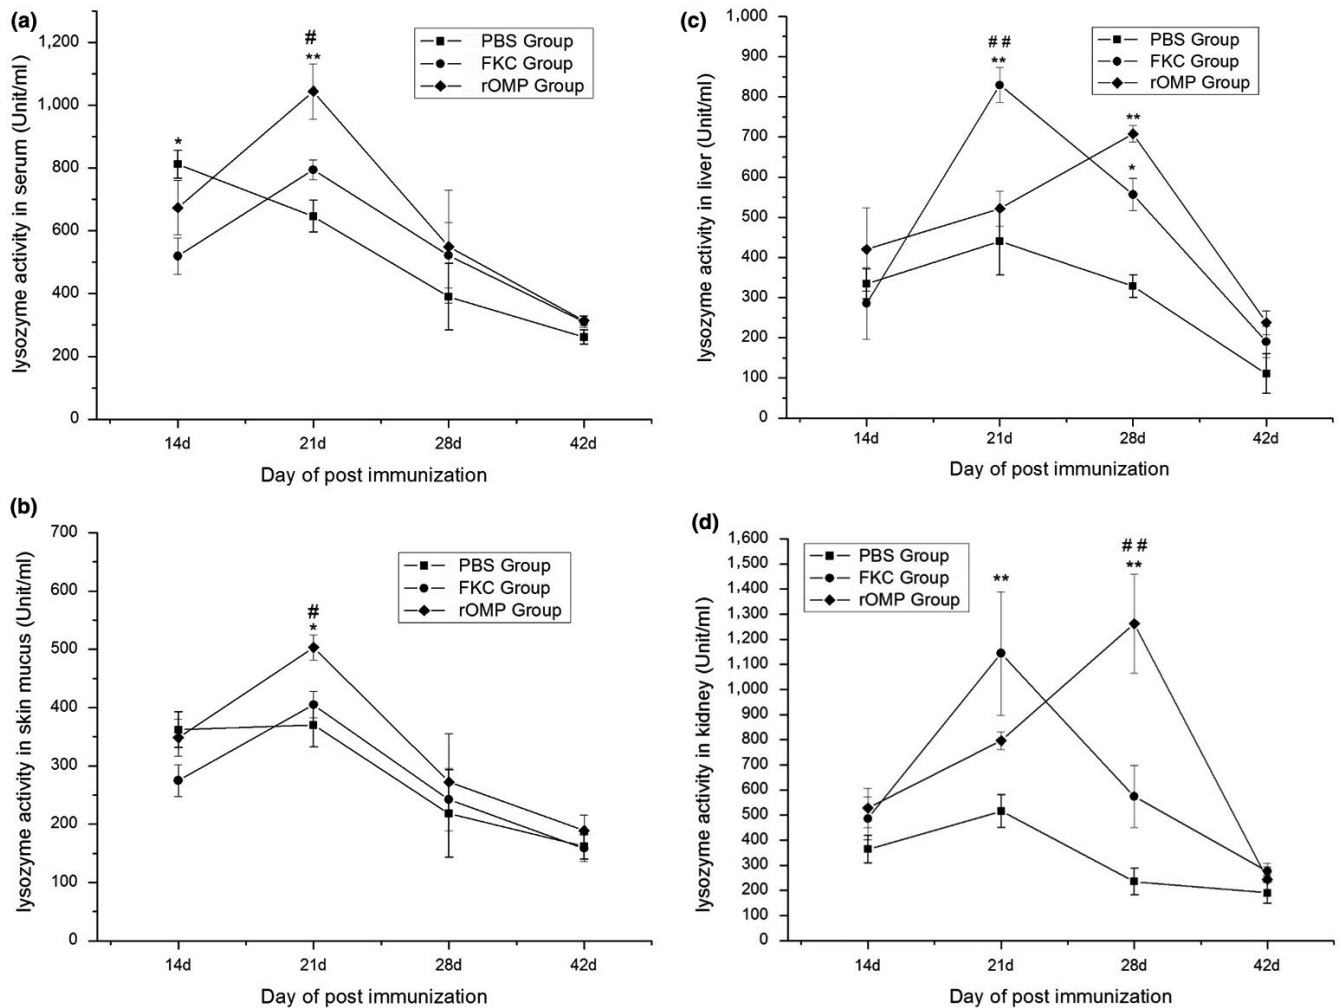 (a)
lysozyme activity in serum (Unit/ml)
1,200
1,000
800
600
400
200
0
14d 21d 28d 42d
Day of post immunization
PBS Group
FKC Group
rOMP Group
*
#
**
(b)
lysozyme activity in skin mucus (Unit/ml)
700
600
500
400
300
200
100
0
14d 21d 28d 42d
Day of post immunization
PBS Group
FKC Group
rOMP Group
#
*
(c)
lysozyme activity in liver (Unit/ml)
1,000
900
800
700
600
500
400
300
200
100
0
14d 21d 28d 42d
Day of post immunization
PBS Group
FKC Group
rOMP Group
# #
**
**
*
(d)
lysozyme activity in kidney (Unit/ml)
1,600
1,500
1,400
1,300
1,200
1,100
1,000
900
800
700
600
500
400
300
200
100
0
14d 21d 28d 42d
Day of post immunization
PBS Group
FKC Group
rOMP Group
**
# #
**